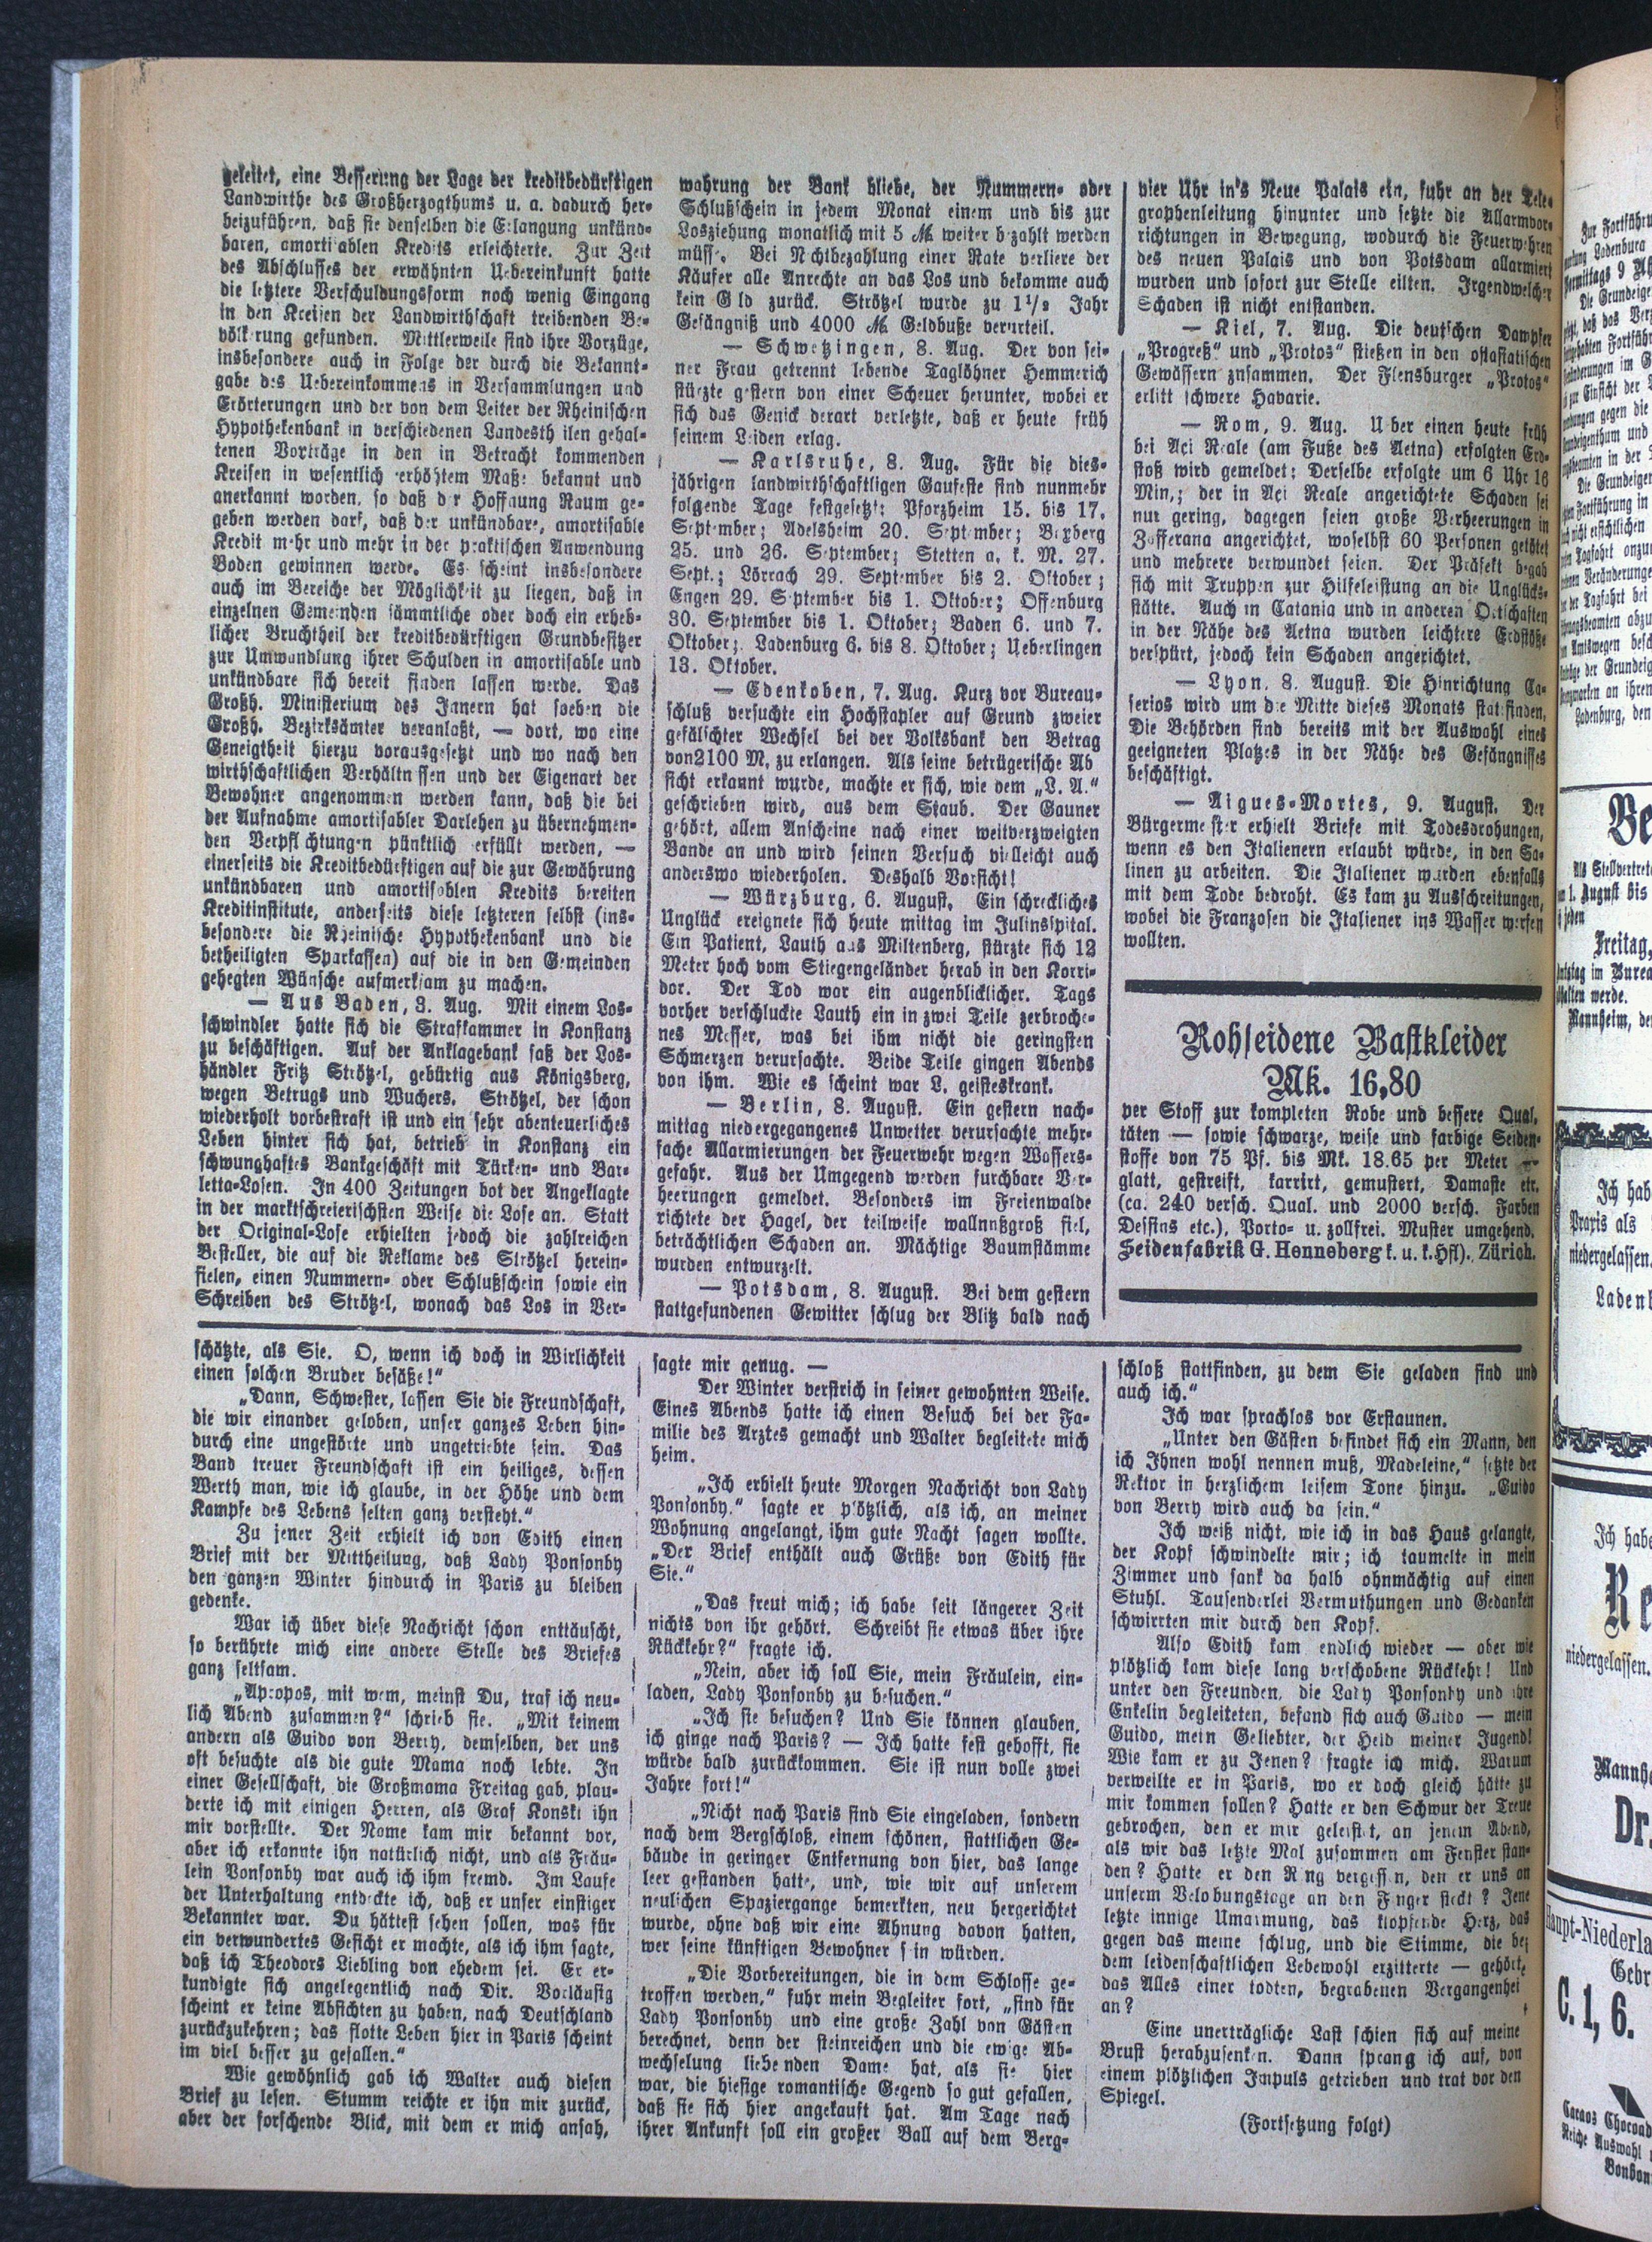 geleitet, eine Besserung der Lage der kreditbedürftigen
Landwirthe des Großherzogthums u. a. dadurch her-
beizuführen, daß sie denselben die Erlangung unkünd-
baren, amortisablen Kredits erleichterte. Zur Zeit
des Abschlusses der erwähnten Uebereinkunft hatte
die letztere Verschuldungsform noch wenig Eingang
in den Kreisen der Landwirthschaft treibenden Be-
völkerung gefunden. Mittlerweile sind ihre Vorzüge,
insbesondere auch in Folge der durch die Bekannt-
gabe des Uebereinkommens in Versammlungen und
Erörterungen und der von dem Leiter der Rheinischen
Hypothekenbank in verschiedenen Landesth ilen gehal-
tenen Vorträge in den in Betracht kommenden
Kreisen in wesentlich erhöhtem Maße bekannt und
anerkannt worden, so daß d r Hoffnung Raum ge-
geben werden darf, daß der unkündbare, amortisable
Kredit mehr und mehr in der praktischen Anwendung
Boden gewinnen werde. Es scheint insbesondere
auch im Bereiche der Möglichkeit zu liegen, daß in
einzelnen Gemeinden sämmtliche oder doch ein erheb-
licher Bruchtheil der kreditbedürftigen Grundbesitzer
zur Umwandlung ihrer Schulden in amortisable und
unkündbare sich bereit finden lassen werde. Das
Großh. Ministerium des Innern hat soeben die
Großh. Bezirksämter veranlaßt, — dort, wo eine
Geneigtheit hierzu vorausgesetzt und wo nach den
wirthschaftlichen Verhältnissen und der Eigenart der
Bewohner angenommen werden kann, daß die bei
der Aufnahme amortisabler Darlehen zu übernehmen-
den Verpflichtungen pünktlich erfüllt werden, —
einerseits die Kreditbedürftigen auf die zur Gewährung
unkündbaren und amortisablen Kredits bereiten
Kreditinstitute, anderseits diese letzteren selbst (ins-
besondere die Rheinische Hypothekenbank und die
betheiligten Sparkassen) auf die in den Gemeinden
gehegten Wünsche aufmerksam zu machen.
— Aus Baden, 3. Aug. Mit einem Los-
schwindler hatte sich die Strafkammer in Konstanz
zu beschäftigen. Auf der Anklagebank saß der Los-
händler Fritz Strötzel, gebürtig aus Königsberg,
wegen Betrugs und Wuchers. Strötzel, der schon
wiederholt vorbestraft ist und ein sehr abenteuerliches
Leben hinter sich hat, betrieb in Konstanz ein
schwunghaftes Bankgeschäft mit Türken- und Bar-
letta-Losen. In 400 Zeitungen bot der Angeklagte
in der marktschreierischsten Weise die Lose an. Statt
der Original-Lose erhielten jedoch die zahlreichen
Besteller, die auf die Reklame des Strötzel herein-
fielen, einen Nummern- oder Schlußschein sowie ein
Schreiben des Strötzel, wonach das Los in Ver-
wahrung der Bank bliebe, der Nummern- oder
Schlußschein in jedem Monat einem und bis zur
Losziehung monatlich mit 5 M. weiter bezahlt werden
müsse. Bei Nichtbezahlung einer Rate verliere der
Käufer alle Anrechte an das Los und bekomme auch
kein G ld zurück. Strötzel wurde zu 1 1/2 Jahr
Gefängniß und 4000 M. Geldbuße verurteil.
— Schwetzingen, 8. Aug. Der von sei-
ner Frau getrennt lebende Taglöhner Hemmerich
stürzte gestern von einer Scheuer herunter, wobei er
sich das Genick derart verletzte, daß er heute früh
seinem Leiden erlag.
— Karlsruhe, 8. Aug. Für die dies-
jährigen landwirthschaftligen Gaufeste sind nunmehr
folgende Tage festgesetzt: Pforzheim 15. bis 17.
September; Adelsheim 20. September; Boxberg
25. und 26. September; Stetten a. k. M. 27.
Sept.; Lörrach 29. September bis 2. Oktober;
Engen 29. September bis 1. Oktober; Offenburg
30. September bis 1. Oktober; Baden 6. und 7.
Oktober; Ladenburg 6. bis 8. Oktober; Ueberlingen
13. Oktober.
— Edenkoben, 7. Aug. Kurz vor Bureau-
schluß versuchte ein Hochstapler auf Grund zweier
gefälschter Wechsel bei der Volksbank den Betrag
von2100 M. zu erlangen. Als seine betrügerische Ab
sicht erkannt wurde, machte er sich, wie dem „L. A.“
geschrieben wird, aus dem Staub. Der Gauner
gehört, allem Anscheine nach einer weitverzweigten
Bande an und wird seinen Versuch vielleicht auch
anderswo wiederholen. Deshalb Vorsicht!
— Würzburg, 6. August. Ein schreckliches
Unglück ereignete sich heute mittag im Julinsspital.
Ein Patient, Lauth aus Miltenberg, stürzte sich 12
Meter hoch vom Stiegengeländer herab in den Korri-
dor. Der Tod war ein augenblicklicher. Tags
vorher verschluckte Lauth ein in zwei Teile zerbroche-
nes Messer, was bei ihm nicht die geringsten
Schmerzen verursachte. Beide Teile gingen Abends
von ihm. Wie es scheint war L. geisteskrank.
— Berlin, 8. August. Ein gestern nach-
mittag niedergegangenes Unwetter verursachte mehr-
fache Allarmierungen der Feuerwehr wegen Wassers-
gefahr. Aus der Umgegend werden furchbare Ver-
heerungen gemeldet. Besonders im Freienwalde
richtete der Hagel, der teilweise wallnnßgroß fiel,
beträchtlichen Schaden an. Mächtige Baumstämme
wurden entwurzelt.
— Potsdam, 8. August. Bei dem gestern
stattgefundenen Gewitter schlug der Blitz bald nach
vier Uhr in's Neue Palais ein, fuhr an der Tele-
graphenleitung hinunter und setzte die Allarmvor-
richtungen in Bewegung, wodurch die Feuerwehren
des neuen Palais und von Potsdam allarmiert
wurden und sofort zur Stelle eilten. Irgendwelcher
Schaden ist nicht entstanden.
— Kiel, 7. Aug. Die deutschen Dampfer
„Progreß“ und „Protos“ stießen in den ostasiatischen
Gewässern zusammen. Der Flensburger „Protos“
erlitt schwere Havarie.
— Rom, 9. Aug. U ber einen heute früh
bei Aci Reale (am Fuße des Aetna) erfolgten Erd-
stoß wird gemeldet: Derselbe erfolgte um 6 Uhr 16
Min.; der in Aci Reale angerichtete Schaden sei
nur gering, dagegen seien große Verheerungen in
Zafferana angerichtet, woselbst 60 Personen getötet
und mehrere verwundet seien. Der Präfekt begab
sich mit Truppen zur Hilfeleistung an die Unglücks-
stätte. Auch in Catania und in anderen Ortschaften
in der Nähe des Aetna wurden leichtere Erdstöße
verspürt, jedoch kein Schaden angerichtet.
— Lyon, 8. August. Die Hinrichtung Ca-
serios wird um die Mitte dieses Monats stattfinden.
Die Behörden sind bereits mit der Auswahl eines
geeigneten Platzes in der Nähe des Gefängnisses
beschäftigt.
— Aigues-Mortes, 9. August. Der
Bürgermeister erhielt Briefe mit Todesdrohungen,
wenn es den Italienern erlaubt würde, in den Sa-
linen zu arbeiten. Die Italiener wurden ebenfalls
mit dem Tode bedroht. Es kam zu Ausschreitungen,
wobei die Franzosen die Italiener ins Wasser werfen
wollten.
Rohseidene Bastkleider
Mk. 16,80
per Stoff zur kompleten Robe und bessere Qual.
täten — sowie schwarze, weise und farbige Seiden-
stoffe von 75 Pf. bis Mk. 18.65 per Meter —
glatt, gestreift, karrirt, gemustert, Damaste etc.
(ca. 240 versch. Qual. und 2000 versch. Farben
Dessins etc.), Porto- u. zollfrei. Muster umgehend.
Seidenfabrik G. Henneberg k. u. k.Hfl). Zürich.
schätzte, als Sie. O, wenn ich doch in Wirlichkeit
einen solchen Bruder besäße!“
„Dann, Schwester, lassen Sie die Freundschaft,
die wir einander geloben, unser ganzes Leben hin-
durch eine ungestörte und ungetriebte sein. Das
Band treuer Freundschaft ist ein heiliges, dessen
Werth man, wie ich glaube, in der Höhe und dem
Kampfe des Lebens selten ganz versteht.“
Zu jener Zeit erhielt ich von Edith einen
Brief mit der Mittheilung, daß Lady Ponsonby
den ganzen Winter hindurch in Paris zu bleiben
gedenke.
War ich über diese Nachricht schon enttäuscht,
so berührte mich eine andere Stelle des Briefes
ganz seltsam.
„Apropos, mit wem, meinst Du, traf ich neu-
lich Abend zusammen?“ schrieb sie. „Mit keinem
andern als Guido von Berry, demselben, der uns
oft besuchte als die gute Mama noch lebte. In
einer Gesellschaft, die Großmama Freitag gab, plau-
derte ich mit einigen Herren, als Graf Konski ihn
mir vorstellte. Der Name kam mir bekannt vor,
aber ich erkannte ihn natürlich nicht, und als Fräu-
lein Vonsonby war auch ich ihm fremd. Im Laufe
der Unterhaltung entdeckte ich, daß er unser einstiger
Bekannter war. Du hättest sehen sollen, was für
ein verwundertes Gesicht er machte, als ich ihm sagte,
daß ich Theodors Liebling von ehedem sei. Er er-
kundigte sich angelegentlich nach Dir. Vorläufig
scheint er keine Absichten zu haben, nach Deutschland
zurückzukehren; das flotte Leben hier in Paris scheint
im viel besser zu gefallen.“
Wie gewöhnlich gab ich Walter auch diesen
Brief zu lesen. Stumm reichte er ihn mir zurück,
aber der forschende Blick, mit dem er mich ansah,
sagte mir genug. —
Der Winter verstrich in seiner gewohnten Weise.
Eines Abends hatte ich einen Besuch bei der Fa-
milie des Arztes gemacht und Walter begleitete mich
heim.
„Ich erhielt heute Morgen Nachricht von Lady
Ponsonby.“ sagte er plötzlich, als ich, an meiner
Wohnung angelangt, ihm gute Nacht sagen wollte.
„Der Brief enthält auch Grüße von Edith für
Sie.“
„Das freut mich; ich habe seit längerer Zeit
nichts von ihr gehört. Schreibt sie etwas über ihre
Rückkehr?“ fragte ich.
„Nein, aber ich soll Sie, mein Fräulein, ein-
laden, Lady Ponsonby zu besuchen.“
„Ich sie besuchen? Und Sie können glauben,
ich ginge nach Paris? — Ich hatte fest gehofft, sie
würde bald zurückkommen. Sie ist nun volle zwei
Jahre fort!“
„Nicht nach Paris sind Sie eingeladen, sondern
nach dem Bergschloß, einem schönen, stattlichen Ge-
bäude in geringer Entfernung von hier, das lange
leer gestanden hatte, und, wie wir auf unserem
neulichen Spaziergange bemerkten, neu hergerichtet
wurde, ohne daß wir eine Ahnung davon hatten,
wer seine künftigen Bewohner s in würden.
„Die Vorbereitungen, die in dem Schlosse ge-
troffen werden,“ fuhr mein Begleiter fort, „sind für
Lady Ponsonby und eine große Zahl von Gästen
berechnet, denn der steinreichen und die ewige Ab-
wechselung liebenden Dame hat, als sie hier
war, die hiesige romantische Gegend so gut gefallen,
daß sie sich hier angekauft hat. Am Tage nach
ihrer Ankunft soll ein großer Ball auf dem Berg-
schloß stattfinden, zu dem Sie geladen sind und
auch ich.“
Ich war sprachlos vor Erstaunen.
„Unter den Gästen befindet sich ein Mann, den
ich Ihnen wohl nennen muß, Madeleine,“ setzte der
Rektor in herzlichem leisem Tone hinzu. „Guido
von Berry wird auch da sein.“
Ich weiß nicht, wie ich in das Haus gelangte,
der Kopf schwindelte mir; ich taumelte in mein
Zimmer und sank da halb ohnmächtig auf einen
Stuhl. Tausenderlei Vermuthungen und Gedanken
schwirrten mir durch den Kopf.
Also Edith kam endlich wieder — aber wie
plötzlich kam diese lang verschobene Rückkehr! Und
unter den Freunden, die Lady Ponsonby und ihre
Enkelin begleiteten, befand sich auch Guido — mein
Guido, mein Geliebter, der Held meiner Jugend!
Wie kam er zu Jenen? fragte ich mich. Warum
verweilte er in Paris, wo er doch gleich hätte zu
mir kommen sollen? Hatte er den Schwur der Treue
gebrochen, den er mir geleistet, an jenem Abend,
als wir das letzte Mal zusammen am Fenster stan-
den? Hatte er den R ng vergessen, den er uns an
unserm Velobungstage an den Finger steckt? Jene
letzte innige Umarmung, das klopfende Herz, das
gegen das meine schlug, und die Stimme, die bei
dem leidenschaftlichen Lebewohl erzitterte — gehörte
das Alles einer todten, begrabenen Vergangenhei
an?
Eine unerträgliche Last schien sich auf meine
Brust herabzusenken. Dann sprang ich auf, von
einem plötzlichen Impuls getrieben und trat vor den
Spiegel.
(Fortsetzung folgt)
Zur Fortführu
Ladenburg
Vormittags 9
Die Grundeige
Ladenburg, den
Be
Als Stellvertrete
1. August bis
jeden
Freitag,
im Burea
halten werde.
Mannheim, de
Ich hab
Praxis als
niedergelassen.
Ladenb
Ich habe
Re
niedergelassen.
Mannhe
Dr.
Haupt-Niederla
Gebr
C. 1, 6.
Cacaos Chocolad
Reiche Auswahl
Bonbon